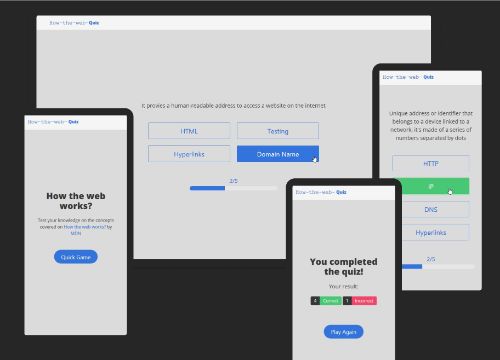 How-the-web- Quiz
It provies a human-readable address to access a website on the internet
HTML
Testing
Hyperlinks
Domain Name
2/5
How-the-web- Quiz
How the web
works?
Test your knowledge on the concepts
covered on How the web works? by
MDN
Quick Game
How-the-web- Quiz
You completed
the quiz!
Your result:
4 Correct 1 Incorrect
Play Again
How-the-web- Quiz
Unique address or identifier that
belongs to a device linked to a
network, it's made of a series of
numbers separated by dots
HTTP
IP
DNS
Hyperlinks
2/5